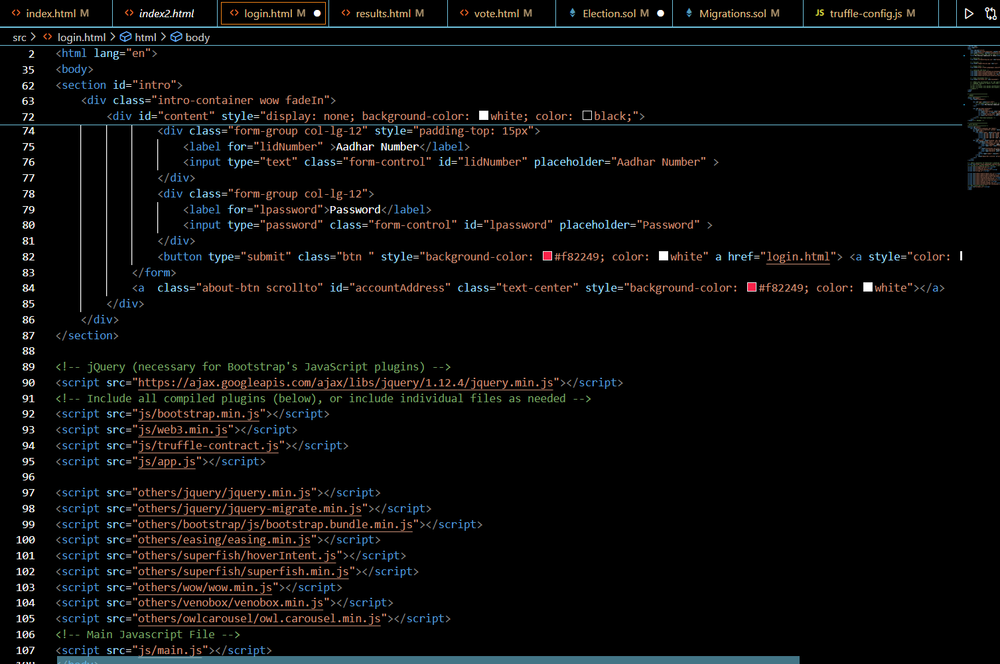 index.html M index2.html login.html M results.html M vote.html M Election.sol M Migrations.sol M JS truffle-config.js M
src > login.html > html > body
2 <html lang="en">
35 <body>
62 <section id="intro">
63 <div class="intro-container wow fadeIn">
72 <div id="content" style="display: none; background-color: white; color: black;">
74 <div class="form-group col-lg-12" style="padding-top: 15px">
75 <label for="lidNumber" >Aadhar Number</label>
76 <input type="text" class="form-control" id="lidNumber" placeholder="Aadhar Number" >
77 </div>
78 <div class="form-group col-lg-12">
79 <label for="lpassword">Password</label>
80 <input type="password" class="form-control" id="lpassword" placeholder="Password" >
81 </div>
82 <button type="submit" class="btn " style="background-color: #f82249; color: white" a href="login.html"> <a style="color:
83 </form>
84 <a  class="about-btn scrollto" id="accountAddress" class="text-center" style="background-color: #f82249; color: white"></a>
85 </div>
86 </div>
87 </section>
88
89 <!-- jQuery (necessary for Bootstrap's JavaScript plugins) -->
90 <script src="https://ajax.googleapis.com/ajax/libs/jquery/1.12.4/jquery.min.js"></script>
91 <!-- Include all compiled plugins (below), or include individual files as needed -->
92 <script src="js/bootstrap.min.js"></script>
93 <script src="js/web3.min.js"></script>
94 <script src="js/truffle-contract.js"></script>
95 <script src="js/app.js"></script>
96
97 <script src="others/jquery/jquery.min.js"></script>
98 <script src="others/jquery/jquery-migrate.min.js"></script>
99 <script src="others/bootstrap/js/bootstrap.bundle.min.js"></script>
100 <script src="others/easing/easing.min.js"></script>
101 <script src="others/superfish/hoverIntent.js"></script>
102 <script src="others/superfish/superfish.min.js"></script>
103 <script src="others/wow/wow.min.js"></script>
104 <script src="others/venobox/venobox.min.js"></script>
105 <script src="others/owlcarousel/owl.carousel.min.js"></script>
106 <!-- Main Javascript File -->
107 <script src="js/main.js"></script>
108 </body>